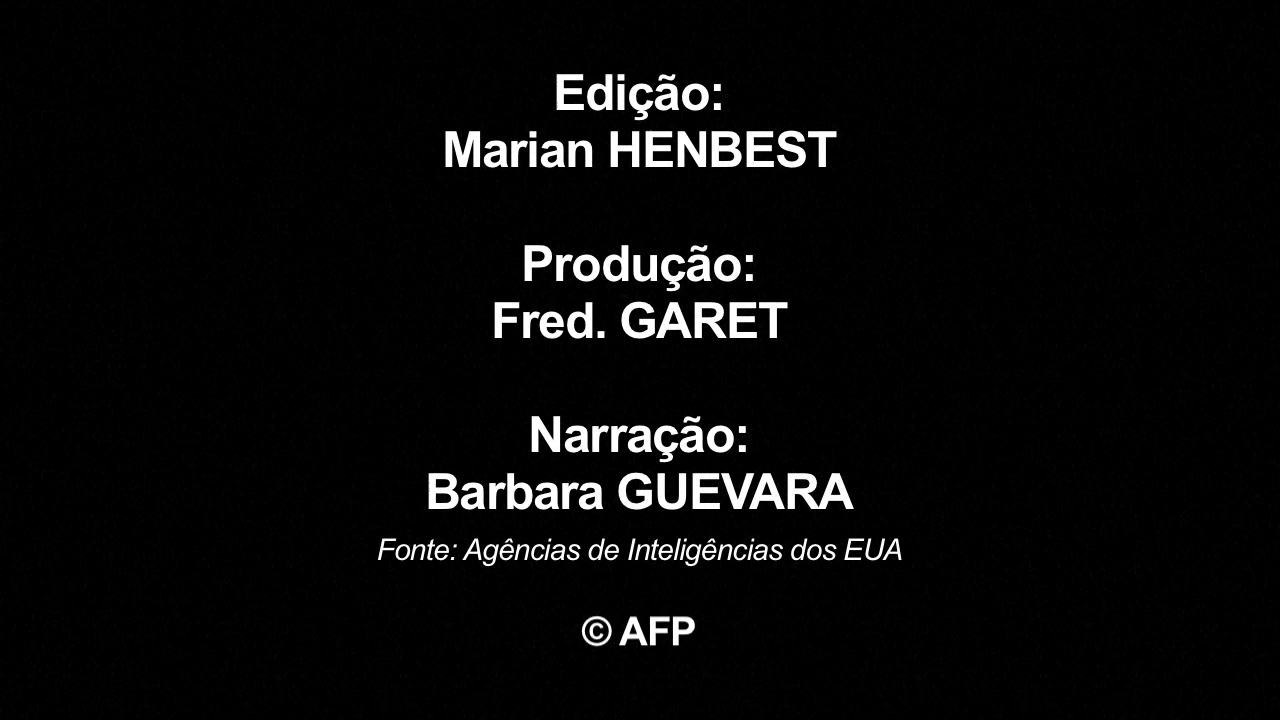 Edição:
Marian HENBEST
Produção:
Fred. GARET
Narração:
Barbara GUEVARA
Fonte: Agências de Inteligências dos EUA
© AFP